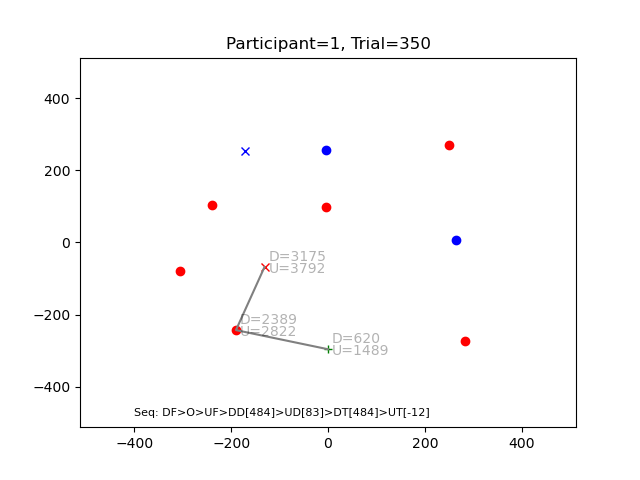 Participant=1, Trial=350
400
200
0
−200
−400
D=3175
U=3792
D=2389
U=2822
D=620
U=1489
Seq: DF>O>UF>DD[484]>UD[83]>DT[484]>UT[-12]
−400
−200
0
200
400